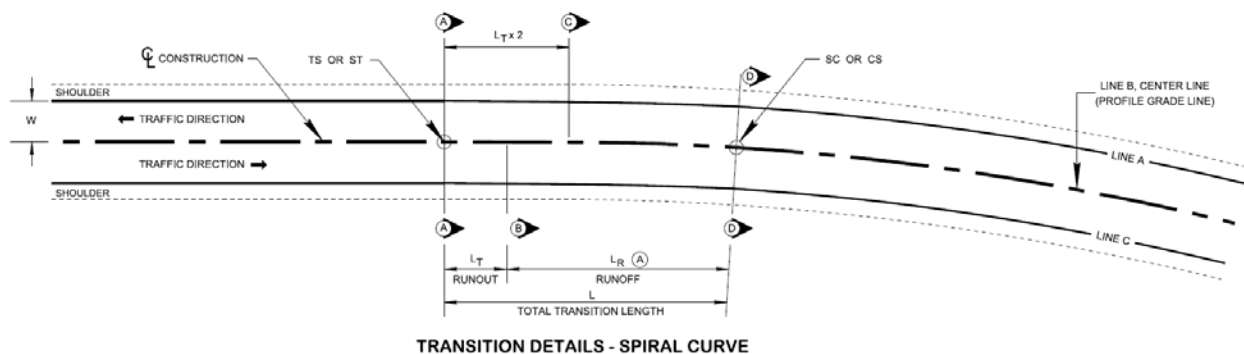 A
C
L_T x 2
℄ CONSTRUCTION
TS OR ST
SC OR CS
D
LINE B, CENTER LINE
(PROFILE GRADE LINE)
SHOULDER
W
TRAFFIC DIRECTION
TRAFFIC DIRECTION
LINE A
SHOULDER
LINE C
A
B
D
L_T
L_R A
RUNOUT
RUNOFF
L
TOTAL TRANSITION LENGTH
TRANSITION DETAILS - SPIRAL CURVE